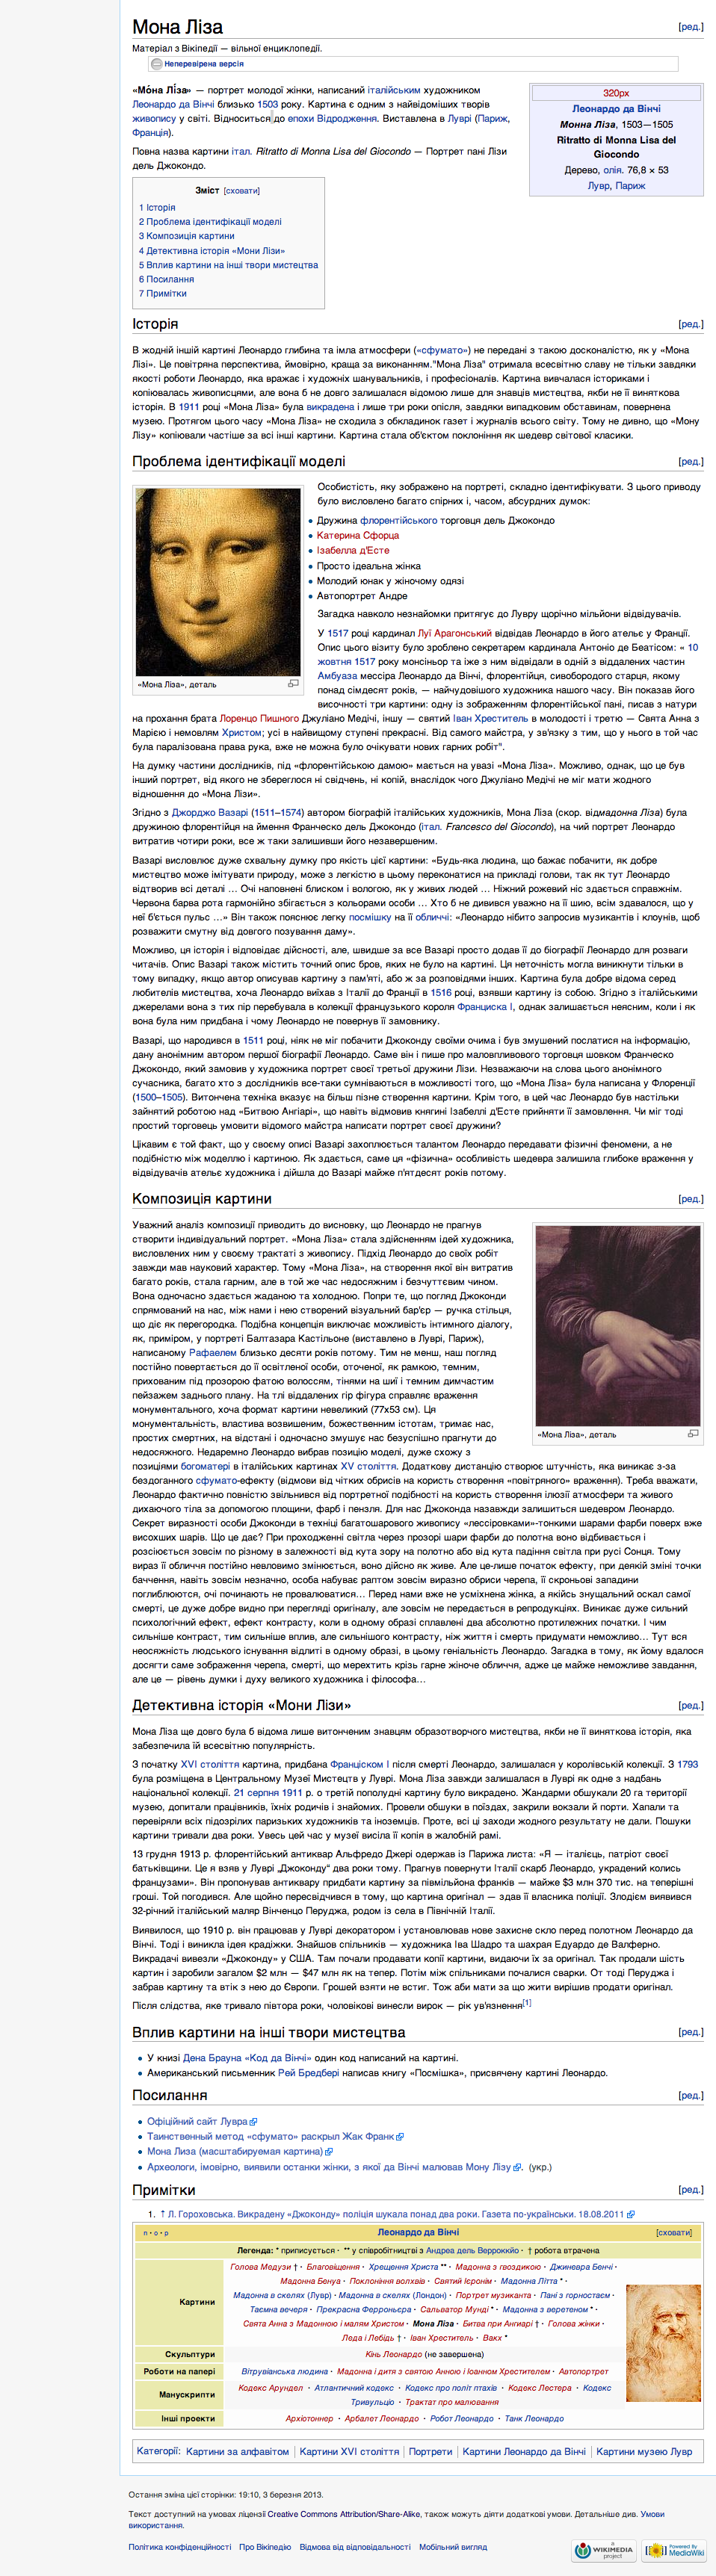 Мона Ліза
[ред.]
Матеріал з Вікіпедії — вільної енциклопедії.
Неперевірена версія
«Мо́на Лі́за» — портрет молодої жінки, написаний італійським художником
Леонардо да Вінчі близько 1503 року. Картина є одним з найвідоміших творів
живопису у світі. Відноситься до епохи Відродження. Виставлена в Луврі (Париж,
Франція).
Повна назва картини італ. Ritratto di Monna Lisa del Giocondo — Портрет пані Лізи
дель Джокондо.
320px
Леонардо да Вінчі
Монна Ліза, 1503—1505
Ritratto di Monna Lisa del
Giocondo
Дерево, олія. 76,8 × 53
Лувр, Париж
Зміст [сховати]
1 Історія
2 Проблема ідентифікації моделі
3 Композиція картини
4 Детективна історія «Мони Лізи»
5 Вплив картини на інші твори мистецтва
6 Посилання
7 Примітки
Історія
[ред.]
В жодній іншій картині Леонардо глибина та імла атмосфери («сфумато») не передані з такою досконалістю, як у «Мона
Лізі». Це повітряна перспектива, ймовірно, краща за виконанням."Мона Ліза" отримала всесвітню славу не тільки завдяки
якості роботи Леонардо, яка вражає і художніх шанувальників, і професіоналів. Картина вивчалася істориками і
копіювалась живописцями, але вона б не довго залишалася відомою лише для знавців мистецтва, якби не її виняткова
історія. В 1911 році «Мона Ліза» була викрадена і лише три роки опісля, завдяки випадковим обставинам, повернена
музею. Протягом цього часу «Мона Ліза» не сходила з обкладинок газет і журналів всього світу. Тому не дивно, що «Мону
Лізу» копіювали частіше за всі інші картини. Картина стала об'єктом поклоніння як шедевр світової класики.
Проблема ідентифікації моделі
[ред.]
Особистість, яку зображено на портреті, складно ідентифікувати. З цього приводу
було висловлено багато спірних і, часом, абсурдних думок:
Дружина флорентійського торговця дель Джокондо
Катерина Сфорца
Ізабелла д'Есте
Просто ідеальна жінка
Молодий юнак у жіночому одязі
Автопортрет Андре
Загадка навколо незнайомки притягує до Лувру щорічно мільйони відвідувачів.
«Мона Ліза», деталь
У 1517 році кардинал Луї Арагонський відвідав Леонардо в його ательє у Франції.
Опис цього візиту було зроблено секретарем кардинала Антоніо де Беатісом: « 10
жовтня 1517 року монсіньор та іже з ним відвідали в одній з віддалених частин
Амбуаза мессіра Леонардо да Вінчі, флорентійця, сивобородого старця, якому
понад сімдесят років, — найчудовішого художника нашого часу. Він показав його
високочності три картини: одну із зображенням флорентійської пані, писав з натури
на прохання брата Лоренцо Пишного Джуліано Медічі, іншу — святий Іван Хреститель в молодості і третю — Свята Анна з
Марією і немовлям Христом; усі в найвищому ступені прекрасні. Від самого майстра, у зв'язку з тим, що у нього в той час
була паралізована права рука, вже не можна було очікувати нових гарних робіт".
На думку частини дослідників, під «флорентійською дамою» мається на увазі «Мона Ліза». Можливо, однак, що це був
інший портрет, від якого не збереглося ні свідчень, ні копій, внаслідок чого Джуліано Медічі не міг мати жодного
відношення до «Мони Лізи».
Згідно з Джорджо Вазарі (1511–1574) автором біографій італійських художників, Мона Ліза (скор. відмадонна Ліза) була
дружиною флорентійця на ймення Франческо дель Джокондо (італ. Francesco del Giocondo), на чий портрет Леонардо
витратив чотири роки, все ж таки залишивши його незавершеним.
Вазарі висловлює дуже схвальну думку про якість цієї картини: «Будь-яка людина, що бажає побачити, як добре
мистецтво може імітувати природу, може з легкістю в цьому переконатися на прикладі голови, так як тут Леонардо
відтворив всі деталі … Очі наповнені блиском і вологою, як у живих людей … Ніжний рожевий ніс здається справжнім.
Червона барва рота гармонійно збігається з кольорами особи … Хто б не дивився уважно на її шию, всім здавалося, що у
неї б'ється пульс …» Він також пояснює легку посмішку на її обличчі: «Леонардо нібито запросив музикантів і клоунів, щоб
розважити смутну від довгого позування даму».
Можливо, ця історія і відповідає дійсності, але, швидше за все Вазарі просто додав її до біографії Леонардо для розваги
читачів. Опис Вазарі також містить точний опис бров, яких не було на картині. Ця неточність могла виникнути тільки в
тому випадку, якщо автор описував картину з пам'яті, або ж за розповідями інших. Картина була добре відома серед
любителів мистецтва, хоча Леонардо виїхав з Італії до Франції в 1516 році, взявши картину із собою. Згідно з італійськими
джерелами вона з тих пір перебувала в колекції французького короля Франциска I, однак залишається неясним, коли і як
вона була ним придбана і чому Леонардо не повернув її замовнику.
Вазарі, що народився в 1511 році, ніяк не міг побачити Джоконду своїми очима і був змушений послатися на інформацію,
дану анонімним автором першої біографії Леонардо. Саме він і пише про маловпливового торговця шовком Франческо
Джокондо, який замовив у художника портрет своєї третьої дружини Лізи. Незважаючи на слова цього анонімного
сучасника, багато хто з дослідників все-таки сумніваються в можливості того, що «Мона Ліза» була написана у Флоренції
(1500–1505). Витончена техніка вказує на більш пізне створення картини. Крім того, в цей час Леонардо був настільки
зайнятий роботою над «Битвою Ангіарі», що навіть відмовив княгині Ізабеллі д'Есте прийняти її замовлення. Чи міг тоді
простий торговець умовити відомого майстра написати портрет своєї дружини?
Цікавим є той факт, що у своєму описі Вазарі захоплюється талантом Леонардо передавати фізичні феномени, а не
подібністю між моделлю і картиною. Як здається, саме ця «фізична» особливість шедевра залишила глибоке враження у
відвідувачів ательє художника і дійшла до Вазарі майже п'ятдесят років потому.
Композиція картини
[ред.]
Уважний аналіз композиції приводить до висновку, що Леонардо не прагнув
створити індивідуальний портрет. «Мона Ліза» стала здійсненням ідей художника,
висловлених ним у своєму трактаті з живопису. Підхід Леонардо до своїх робіт
завжди мав науковий характер. Тому «Мона Ліза», на створення якої він витратив
багато років, стала гарним, але в той же час недосяжним і безчуттєвим чином.
Вона одночасно здається жаданою та холодною. Попри те, що погляд Джоконди
спрямований на нас, між нами і нею створений візуальний бар'єр — ручка стільця,
що діє як перегородка. Подібна концепція виключає можливість інтимного діалогу,
як, приміром, у портреті Балтазара Кастільоне (виставлено в Луврі, Париж),
написаному Рафаелем близько десяти років потому. Тим не менш, наш погляд
постійно повертається до її освітленої особи, оточеної, як рамкою, темним,
прихованим під прозорою фатою волоссям, тінями на шиї і темним димчастим
пейзажем заднього плану. На тлі віддалених гір фігура справляє враження
монументального, хоча формат картини невеликий (77х53 см). Ця
монументальність, властива возвишеним, божественним істотам, тримає нас,
простих смертних, на відстані і одночасно змушує нас безуспішно прагнути до
недосяжного. Недаремно Леонардо вибрав позицію моделі, дуже схожу з
позиціями богоматері в італійських картинах XV століття. Додаткову дистанцію створює штучність, яка виникає з-за
бездоганного сфумато-ефекту (відмови від чітких обрисів на користь створення «повітряного» враження). Треба вважати,
Леонардо фактично повністю звільнився від портретної подібності на користь створення ілюзії атмосфери та живого
дихаючого тіла за допомогою площини, фарб і пензля. Для нас Джоконда назавжди залишиться шедевром Леонардо.
Секрет виразності особи Джоконди в техніці багатошарового живопису «лессіровками»-тонкими шарами фарби поверх вже
висохших шарів. Що це дає? При проходженні світла через прозорі шари фарби до полотна воно відбивається і
розсіюється зовсім по різному в залежності від кута зору на полотно або від кута падіння світла при русі Сонця. Тому
вираз її обличчя постійно невловимо змінюється, воно дійсно як живе. Але це-лише початок ефекту, при деякій зміні точки
баччення, навіть зовсім незначно, особа набуває раптом зовсім виразно обриси черепа, її скроньові западини
поглиблюются, очі починають не провалюватися… Перед нами вже не усміхнена жінка, а якийсь знущальний оскал самої
смерті, це дуже добре видно при перегляді оригіналу, але зовсім не передається в репродукціях. Виникає дуже сильний
психологічний ефект, ефект контрасту, коли в одному образі сплавлені два абсолютно протилежних початки. І чим
сильніше контраст, тим сильніше вплив, але сильнішого контрасту, ніж життя і смерть придумати неможливо… Тут вся
неосяжність людського існування відлиті в одному образі, в цьому геніальність Леонардо. Загадка в тому, як йому вдалося
досягти саме зображення черепа, смерті, що мерехтить крізь гарне жіноче обличчя, адже це майже неможливе завдання,
але це — рівень думки і духу великого художника і філософа…
«Мона Ліза», деталь
Детективна історія «Мони Лізи»
[ред.]
Мона Ліза ще довго була б відома лише витонченим знавцям образотворчого мистецтва, якби не її виняткова історія, яка
забезпечила їй всесвітню популярність.
З початку XVI століття картина, придбана Франціском I після смерті Леонардо, залишалася у королівській колекції. З 1793
була розміщена в Центральному Музеї Мистецтв у Луврі. Мона Ліза завжди залишалася в Луврі як одне з надбань
національної колекції. 21 серпня 1911 р. о третій пополудні картину було викрадено. Жандарми обшукали 20 га території
музею, допитали працівників, їхніх родичів і знайомих. Провели обшуки в поїздах, закрили вокзали й порти. Хапали та
перевіряли всіх підозрілих паризьких художників та іноземців. Проте, всі ці заходи жодного результату не дали. Пошуки
картини тривали два роки. Увесь цей час у музеї висіла її копія в жалобній рамі.
13 грудня 1913 р. флорентійський антиквар Альфредо Джері одержав із Парижа листа: «Я — італієць, патріот своєї
батьківщини. Це я взяв у Луврі „Джоконду“ два роки тому. Прагнув повернути Італії скарб Леонардо, украдений колись
французами». Він пропонував антиквару придбати картину за півмільйона франків — майже $3 млн 370 тис. на теперішні
гроші. Той погодився. Але щойно пересвідчився в тому, що картина оригінал — здав її власника поліції. Злодієм виявився
32-річний італійський маляр Вінченцо Перуджа, родом із села в Північній Італії.
Виявилося, що 1910 р. він працював у Луврі декоратором і установлював нове захисне скло перед полотном Леонардо да
Вінчі. Тоді і виникла ідея крадіжки. Знайшов спільників — художника Іва Шадро та шахрая Едуардо де Валферно.
Викрадачі вивезли «Джоконду» у США. Там почали продавати копії картини, видаючи їх за оригінал. Так продали шість
картин і заробили загалом $2 млн — $47 млн як на тепер. Потім між спільниками почалися сварки. От тоді Перуджа і
забрав картину та втік з нею до Європи. Грошей взяти не встиг. Тож аби мати за що жити вирішив продати оригінал.
Після слідства, яке тривало півтора роки, чоловікові винесли вирок — рік ув'язнення[1]
Вплив картини на інші твори мистецтва
[ред.]
У книзі Дена Брауна «Код да Вінчі» один код написаний на картині.
Американський письменник Рей Бредбері написав книгу «Посмішка», присвячену картині Леонардо.
Посилання
[ред.]
Офіційний сайт Лувра
Таинственный метод «сфумато» раскрыл Жак Франк
Мона Лиза (масштабируемая картина)
Археологи, імовірно, виявили останки жінки, з якої да Вінчі малював Мону Лізу. (укр.)
Примітки
[ред.]
1. ↑ Л. Гороховська. Викрадену «Джоконду» поліція шукала понад два роки. Газета по-українськи. 18.08.2011
п · о · р
Леонардо да Вінчі
[сховати]
Легенда: * приписується · ** у співробітництві з Андреа дель Верроккйо · † робота втрачена
Картини
Голова Медузи † · Благовіщення · Хрещення Христа ** · Мадонна з гвоздикою · Джиневра Бенчі ·
Мадонна Бенуа · Поклоніння волхвів · Святий Ієронім · Мадонна Літта * ·
Мадонна в скелях (Лувр) · Мадонна в скелях (Лондон) · Портрет музиканта · Пані з горностаєм ·
Таємна вечеря · Прекрасна Ферроньєра · Сальватор Мунді * · Мадонна з веретеном * ·
Свята Анна з Мадонною і малям Христом · Мона Ліза · Битва при Ангиарі † · Голова жінки ·
Леда і Лебідь † · Іван Хреститель · Вакх *
Скульптури
Кінь Леонардо (не завершена)
Роботи на папері
Вітрувіанська людина · Мадонна і дитя з святою Анною і Іоанном Хрестителем · Автопортрет
Манускрипти
Кодекс Арундел · Атлантичний кодекс · Кодекс про політ птахів · Кодекс Лестера · Кодекс
Тривульціо · Трактат про малювання
Інші проекти
Архіотоннер · Арбалет Леонардо · Робот Леонардо · Танк Леонардо
Категорії: Картини за алфавітом | Картини XVI століття | Портрети | Картини Леонардо да Вінчі | Картини музею Лувр
Остання зміна цієї сторінки: 19:10, 3 березня 2013.
Текст доступний на умовах ліцензії Creative Commons Attribution/Share-Alike, також можуть діяти додаткові умови. Детальніше див. Умови
використання.
Політика конфіденційності Про Вікіпедію Відмова від відповідальності Мобільний вигляд
A WIKIMEDIA project
Powered By MediaWiki